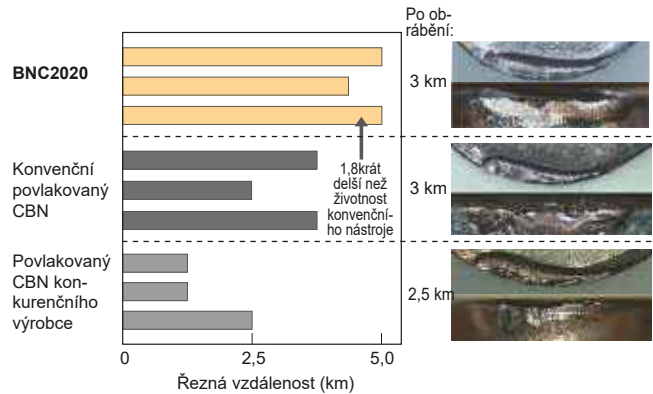 Po ob-
rábění:
BNC2020
3 km
1,8krát
delší než
životnost
konvenční-
ho nástroje
Konvenční
povlakovaný
CBN
3 km
Povlakovaný
CBN kon-
kurenčního
výrobce
2,5 km
0
2,5
5,0
Řezná vzdálenost (km)